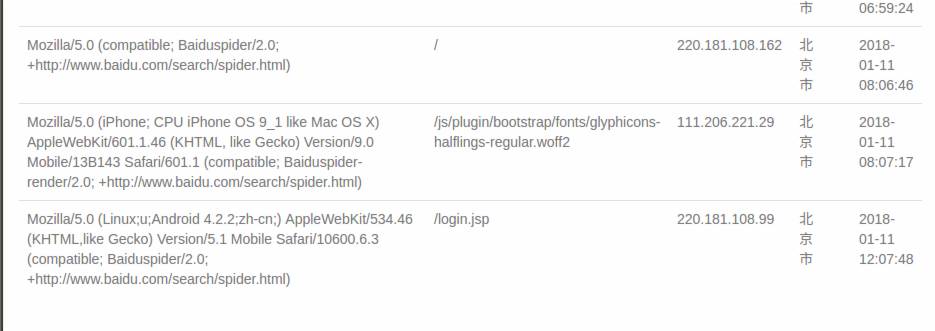 市 06:59:24
Mozilla/5.0 (compatible; Baiduspider/2.0; / 220.181.108.162 北 2018-
+http://www.baidu.com/search/spider.html) 京 01-11
市 08:06:46
Mozilla/5.0 (iPhone; CPU iPhone OS 9_1 like Mac OS X) /js/plugin/bootstrap/fonts/glyphicons- 111.206.221.29 北 2018-
AppleWebKit/601.1.46 (KHTML, like Gecko) Version/9.0 halflings-regular.woff2 京 01-11
Mobile/13B143 Safari/601.1 (compatible; Baiduspider- 市 08:07:17
render/2.0; +http://www.baidu.com/search/spider.html)
Mozilla/5.0 (Linux;u;Android 4.2.2;zh-cn;) AppleWebKit/534.46 /login.jsp 220.181.108.99 北 2018-
(KHTML,like Gecko) Version/5.1 Mobile Safari/10600.6.3 京 01-11
(compatible; Baiduspider/2.0; 市 12:07:48
+http://www.baidu.com/search/spider.html)